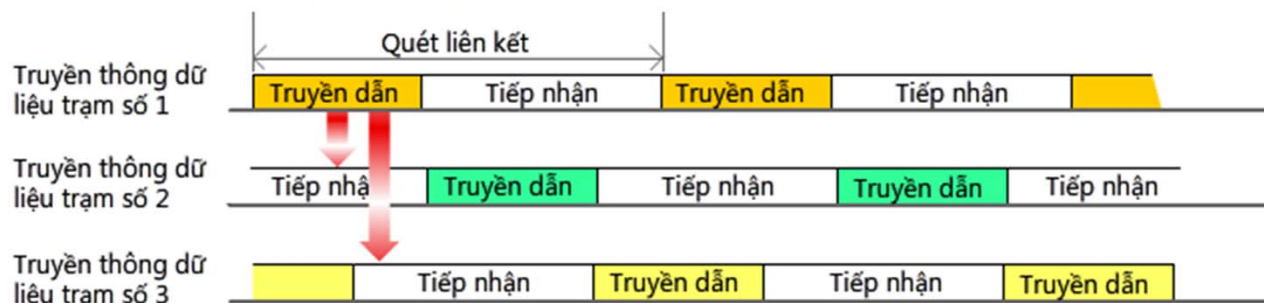 Quét liên kết
Truyền thông dữ
liệu trạm số 1
Truyền dẫn
Tiếp nhận
Truyền dẫn
Tiếp nhận
Truyền thông dữ
liệu trạm số 2
Tiếp nhậ
Truyền dẫn
Tiếp nhận
Truyền dẫn
Tiếp nhận
Truyền thông dữ
liệu trạm số 3
Tiếp nhận
Truyền dẫn
Tiếp nhận
Truyền dẫn